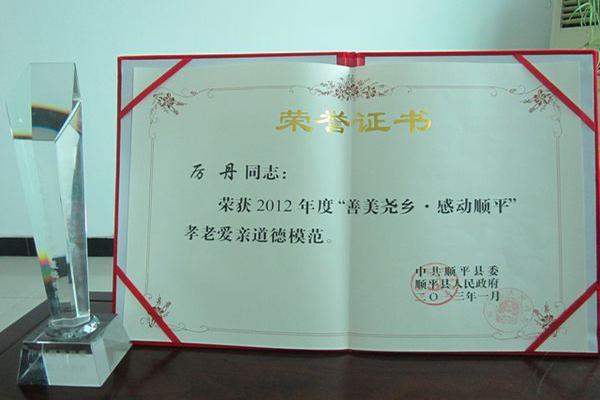 荣誉证书
厉丹同志：
荣获2012年度“善美尧乡·感动顺平”
孝老爱亲道德模范。
中共顺平县委
顺平县人民政府
二〇一三年一月